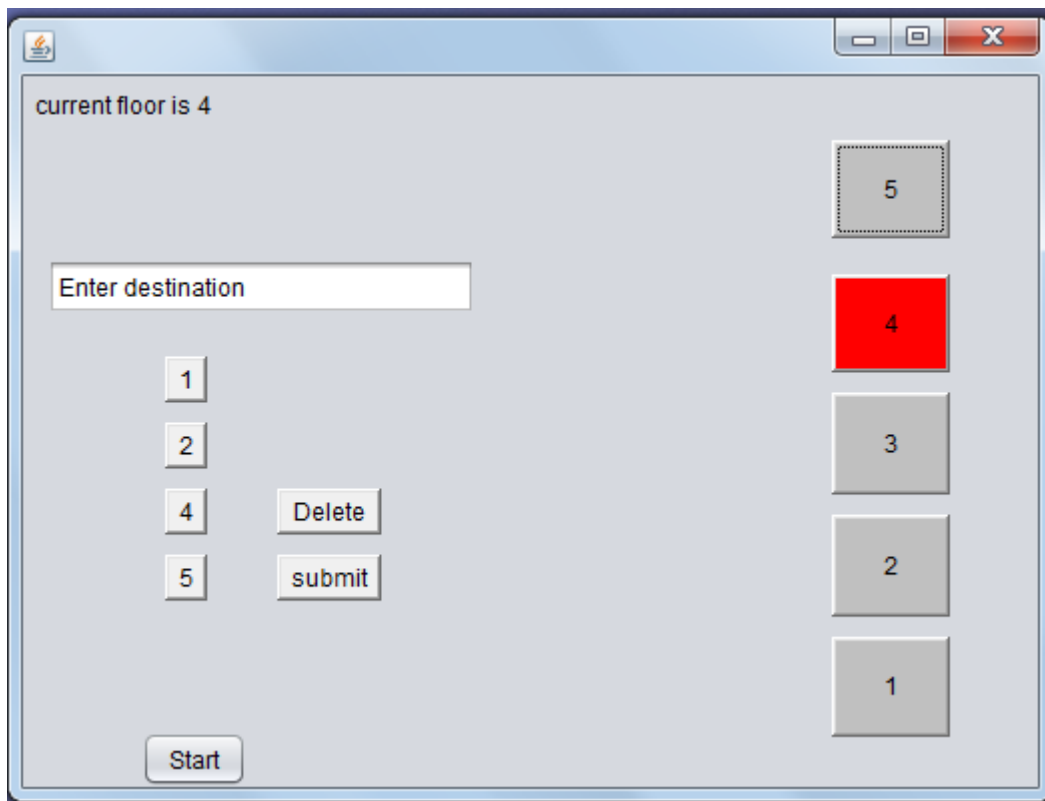 current floor is 4
5
Enter destination
4
1
2
3
4 Delete
5 submit
2
1
Start